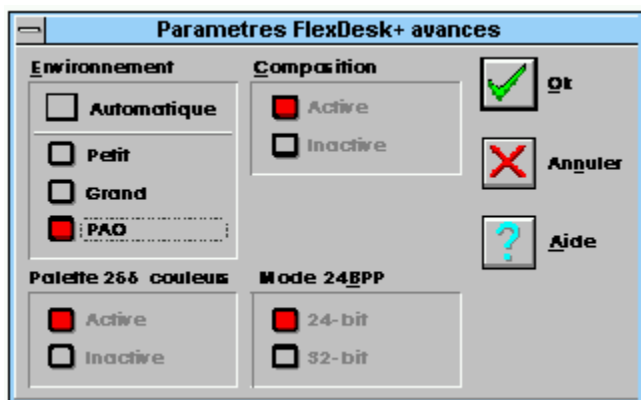 Parametres FlexDesk+ avances
Environnement
Automatique
Petit
Grand
PAO
Composition
Active
Inactive
Ok
Annuler
Aide
Palette 256 couleurs
Active
Inactive
Mode 24BPP
24-bit
32-bit